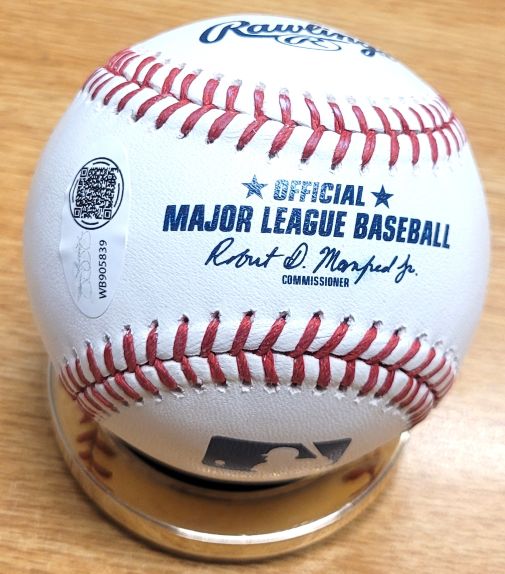 Rawlings
R
OFFICIAL
MAJOR LEAGUE BASEBALL
Robert D. Manfred Jr.
COMMISSIONER
WB905839